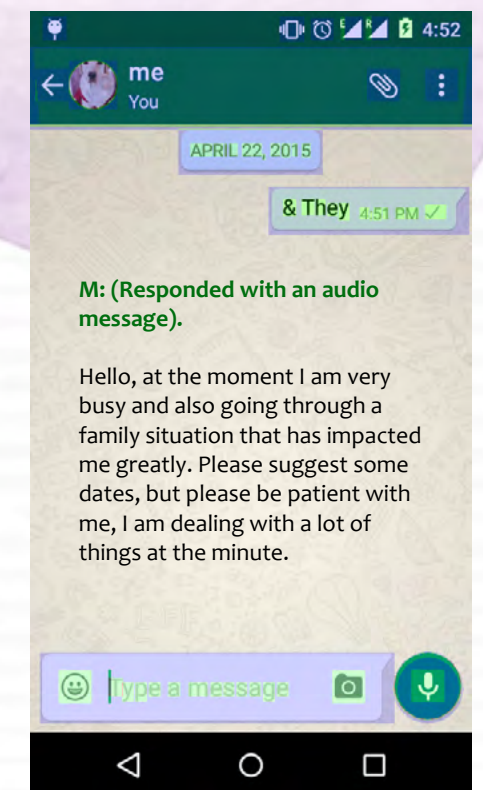 4:52
me
You
APRIL 22, 2015
& They 4:51 PM
M: (Responded with an audio
message).
Hello, at the moment I am very
busy and also going through a
family situation that has impacted
me greatly. Please suggest some
dates, but please be patient with
me, I am dealing with a lot of
things at the minute.
Type a message